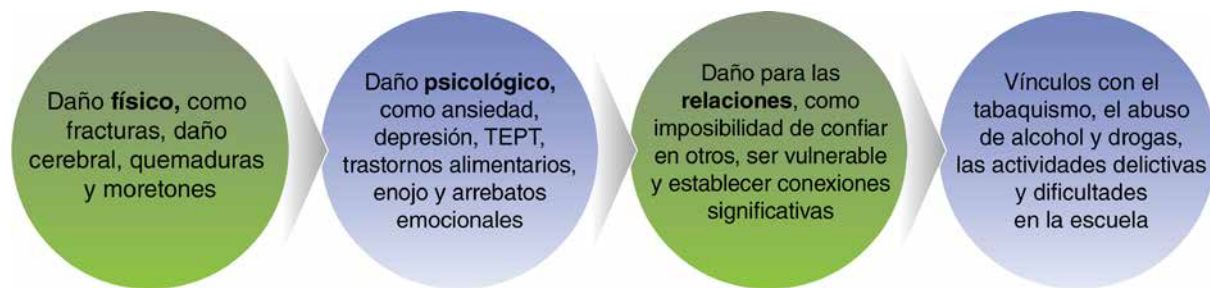 Daño físico, como
fracturas, daño
cerebral, quemaduras
y moretones
Daño psicológico,
como ansiedad,
depresión, TEPT,
trastornos alimentarios,
enojo y arrebatos
emocionales
Daño para las
relaciones, como
imposibilidad de confiar
en otros, ser vulnerable
y establecer conexiones
significativas
Vínculos con el
tabaquismo, el abuso
de alcohol y drogas,
las actividades delictivas
y dificultades
en la escuela